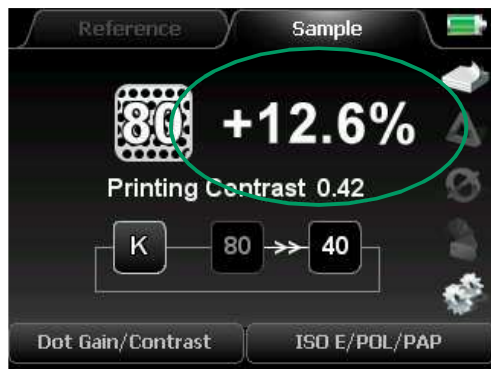 Reference Sample
80 +12.6%
Printing Contrast 0.42
K 80 >> 40
Dot Gain/Contrast ISO E/POL/PAP